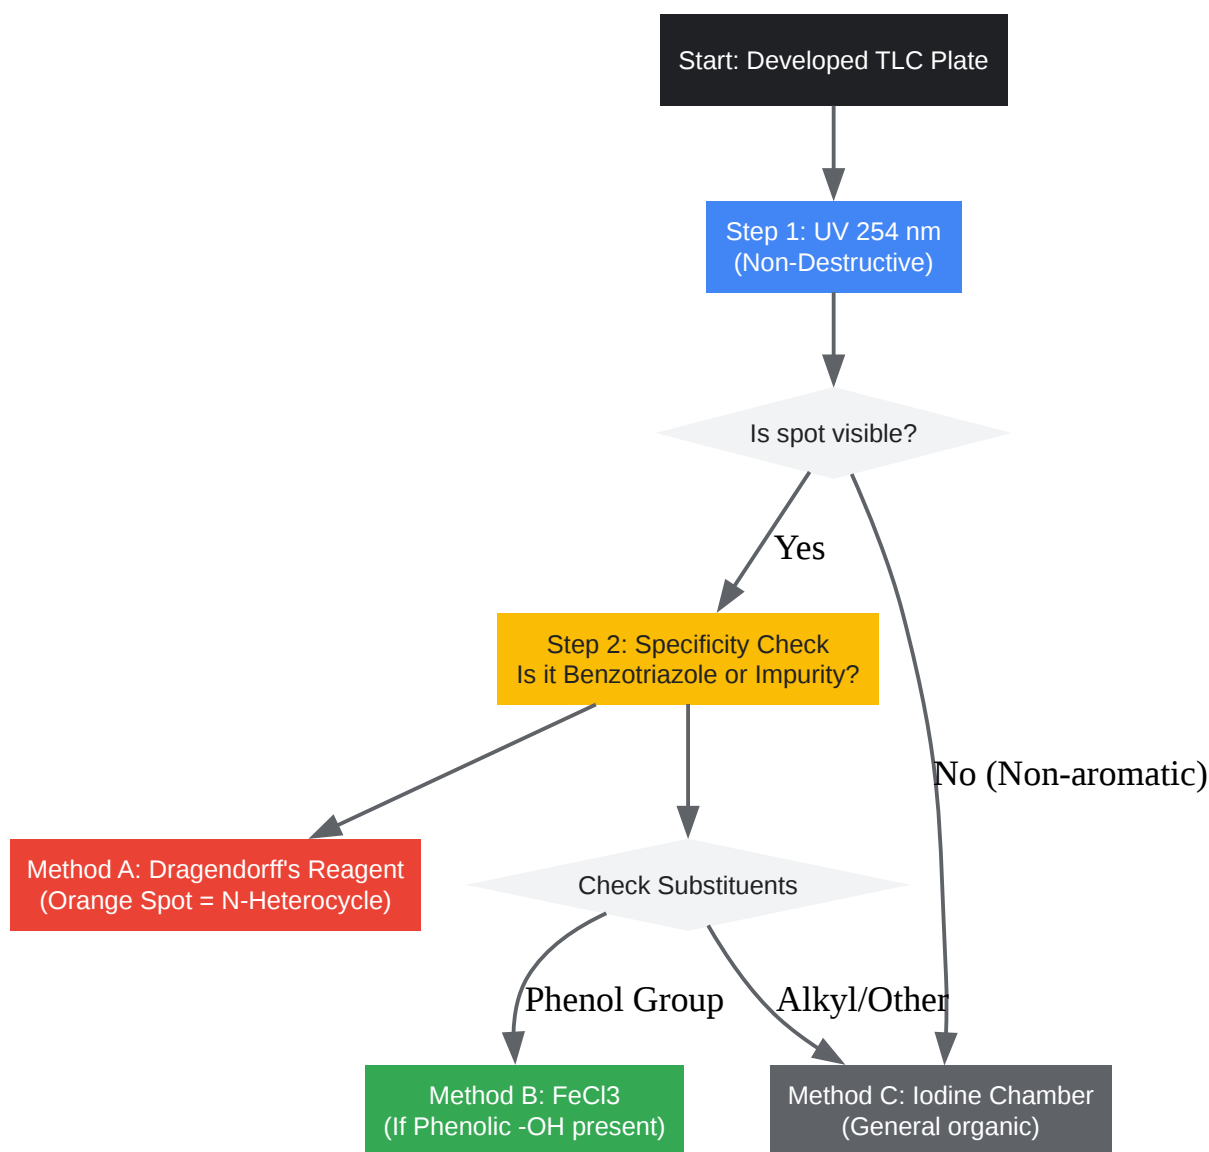 Start: Developed TLC Plate
Step 1: UV 254 nm
(Non-Destructive)
Is spot visible?
Yes
Step 2: Specificity Check
Is it Benzotriazole or Impurity?
No (Non-aromatic)
Method A: Dragendorff's Reagent
(Orange Spot = N-Heterocycle)
Check Substituents
Phenol Group
Alkyl/Other
Method B: FeCl3
(If Phenolic -OH present)
Method C: Iodine Chamber
(General organic)